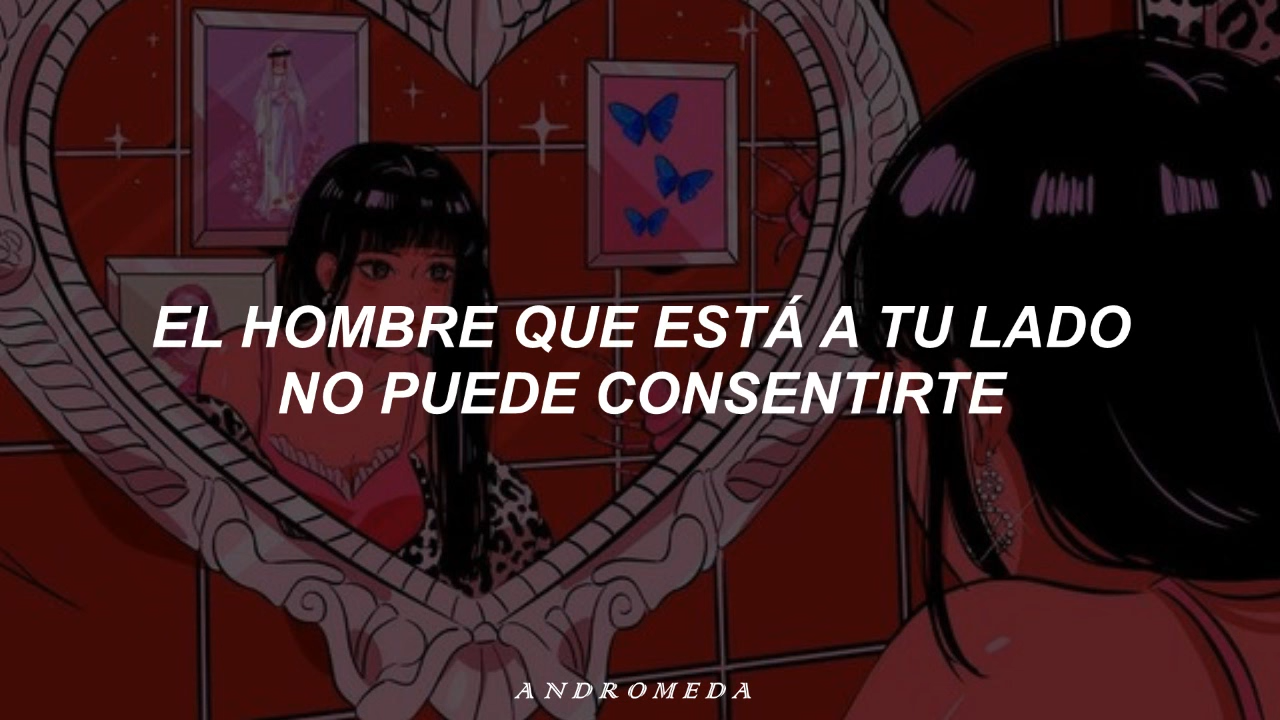 EL HOMBRE QUE ESTÁ A TU LADO
NO PUEDE CONSENTIRTE
ANDROMEDA